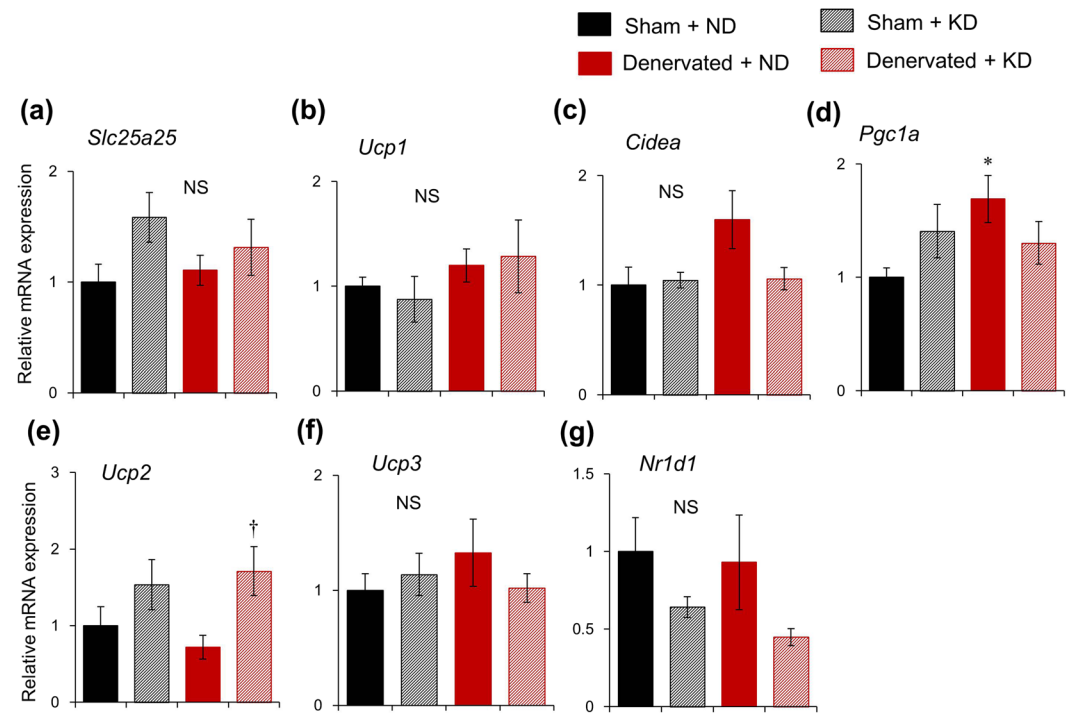 Sham + ND
Sham + KD
Denervated + ND
Denervated + KD
(a)
Slc25a25
Relative mRNA expression
2
1
0
NS
(b)
Ucp1
2
1
0
NS
(c)
Cidea
2
1
0
NS
(d)
Pgc1a
2
1
0
*
(e)
Ucp2
Relative mRNA expression
3
2
1
0
†
(f)
Ucp3
2
1
0
NS
(g)
Nr1d1
1.5
1
0.5
0
NS